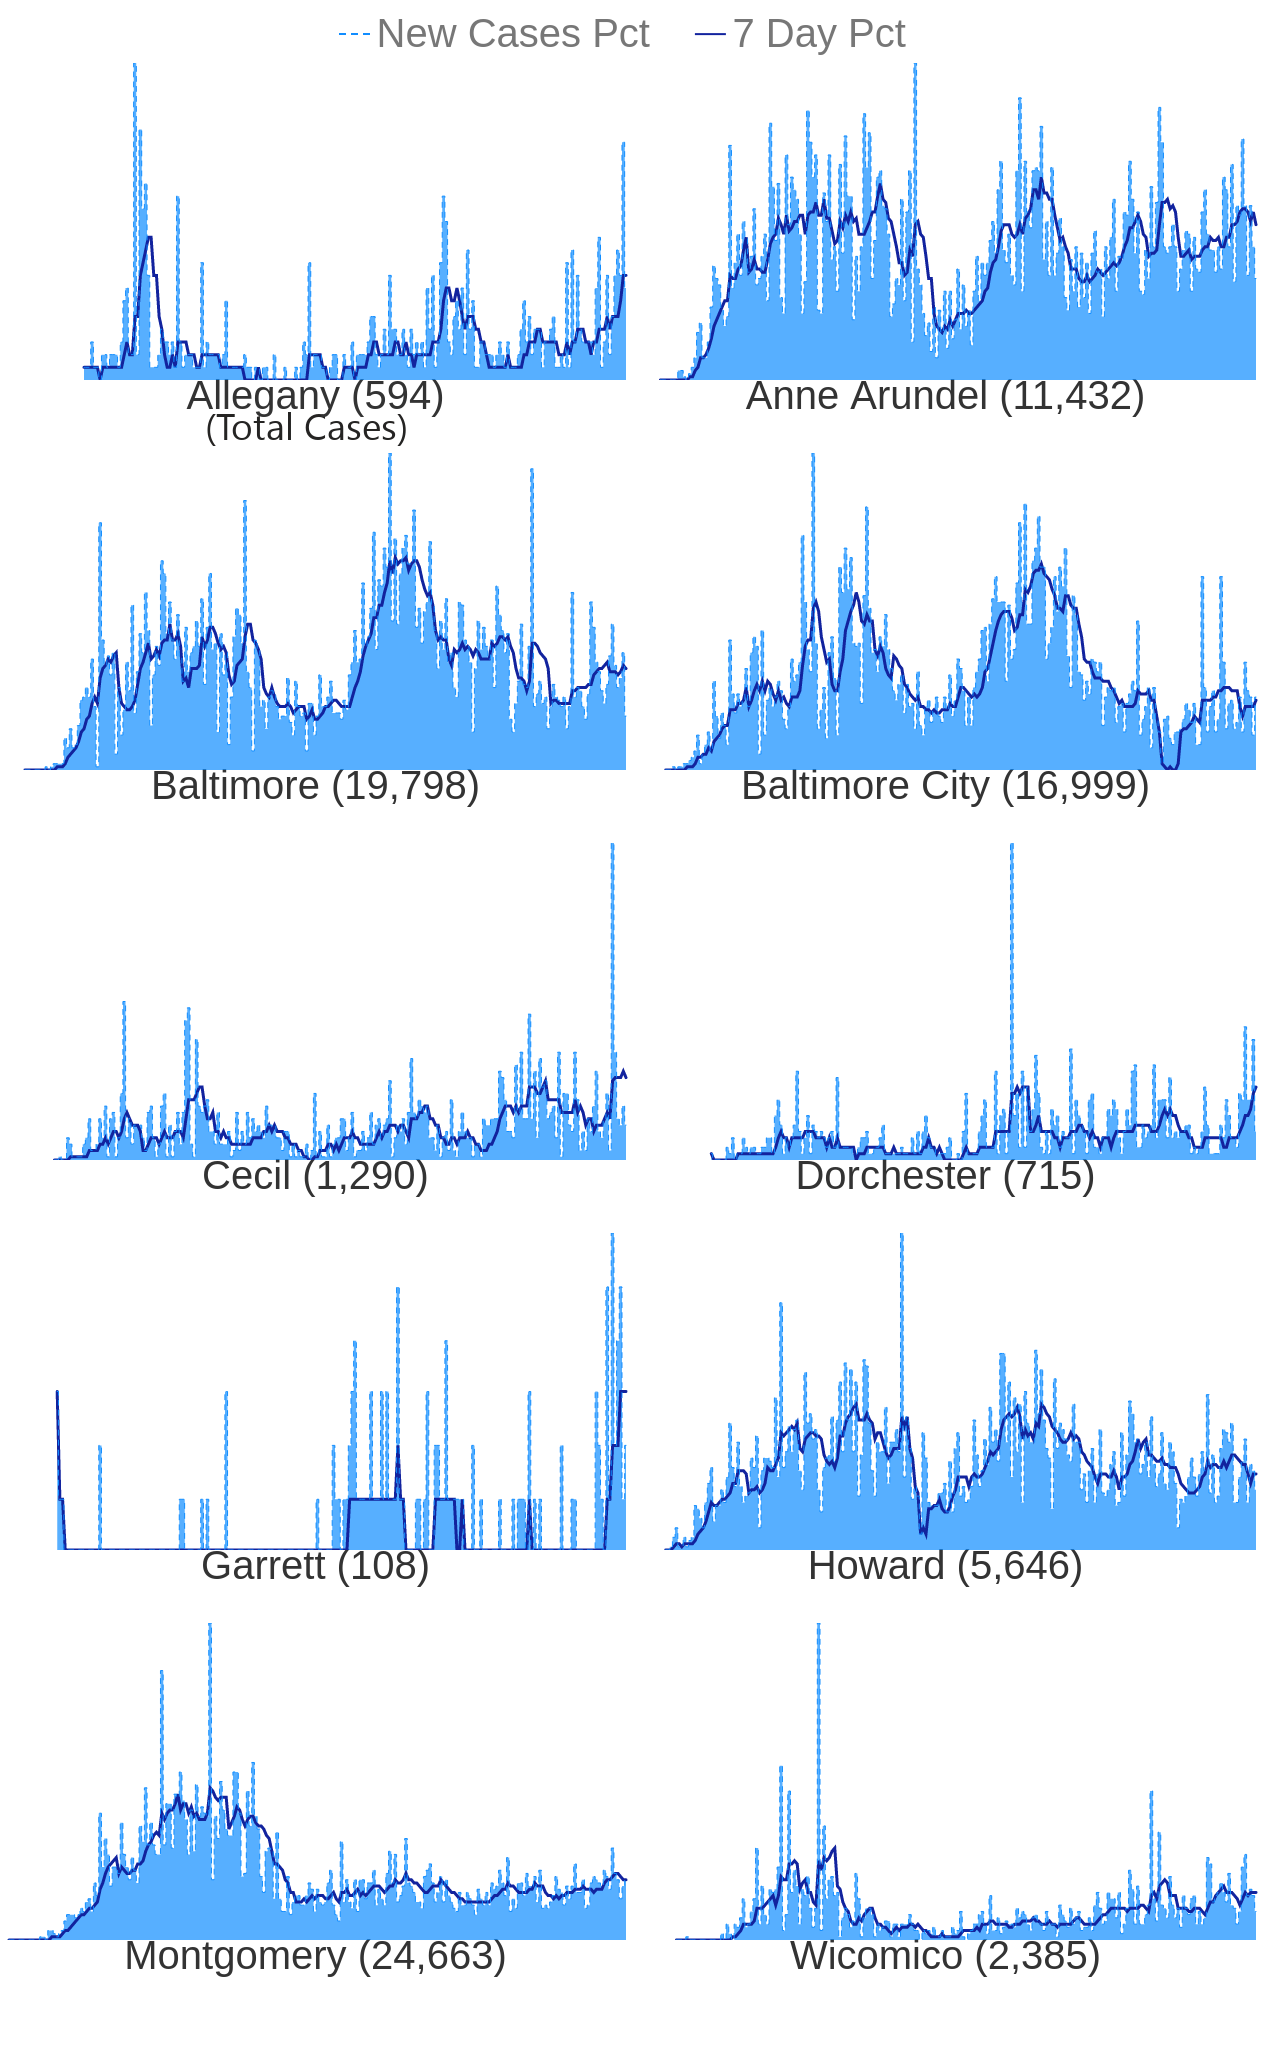 New Cases Pct 7 Day Pct
Allegany (594) Anne Arundel (11,432)
(Total Cases)
Baltimore (19,798) Baltimore City (16,999)
Cecil (1,290) Dorchester (715)
Garrett (108) Howard (5,646)
Montgomery (24,663) Wicomico (2,385)